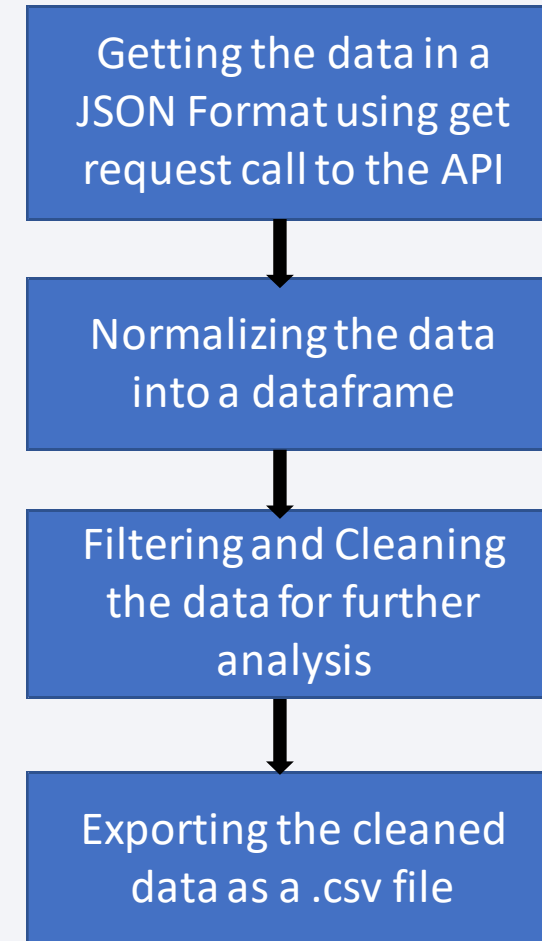 Getting the data in a
JSON Format using get
request call to the API
Normalizing the data
into a dataframe
Filtering and Cleaning
the data for further
analysis
Exporting the cleaned
data as a .csv file